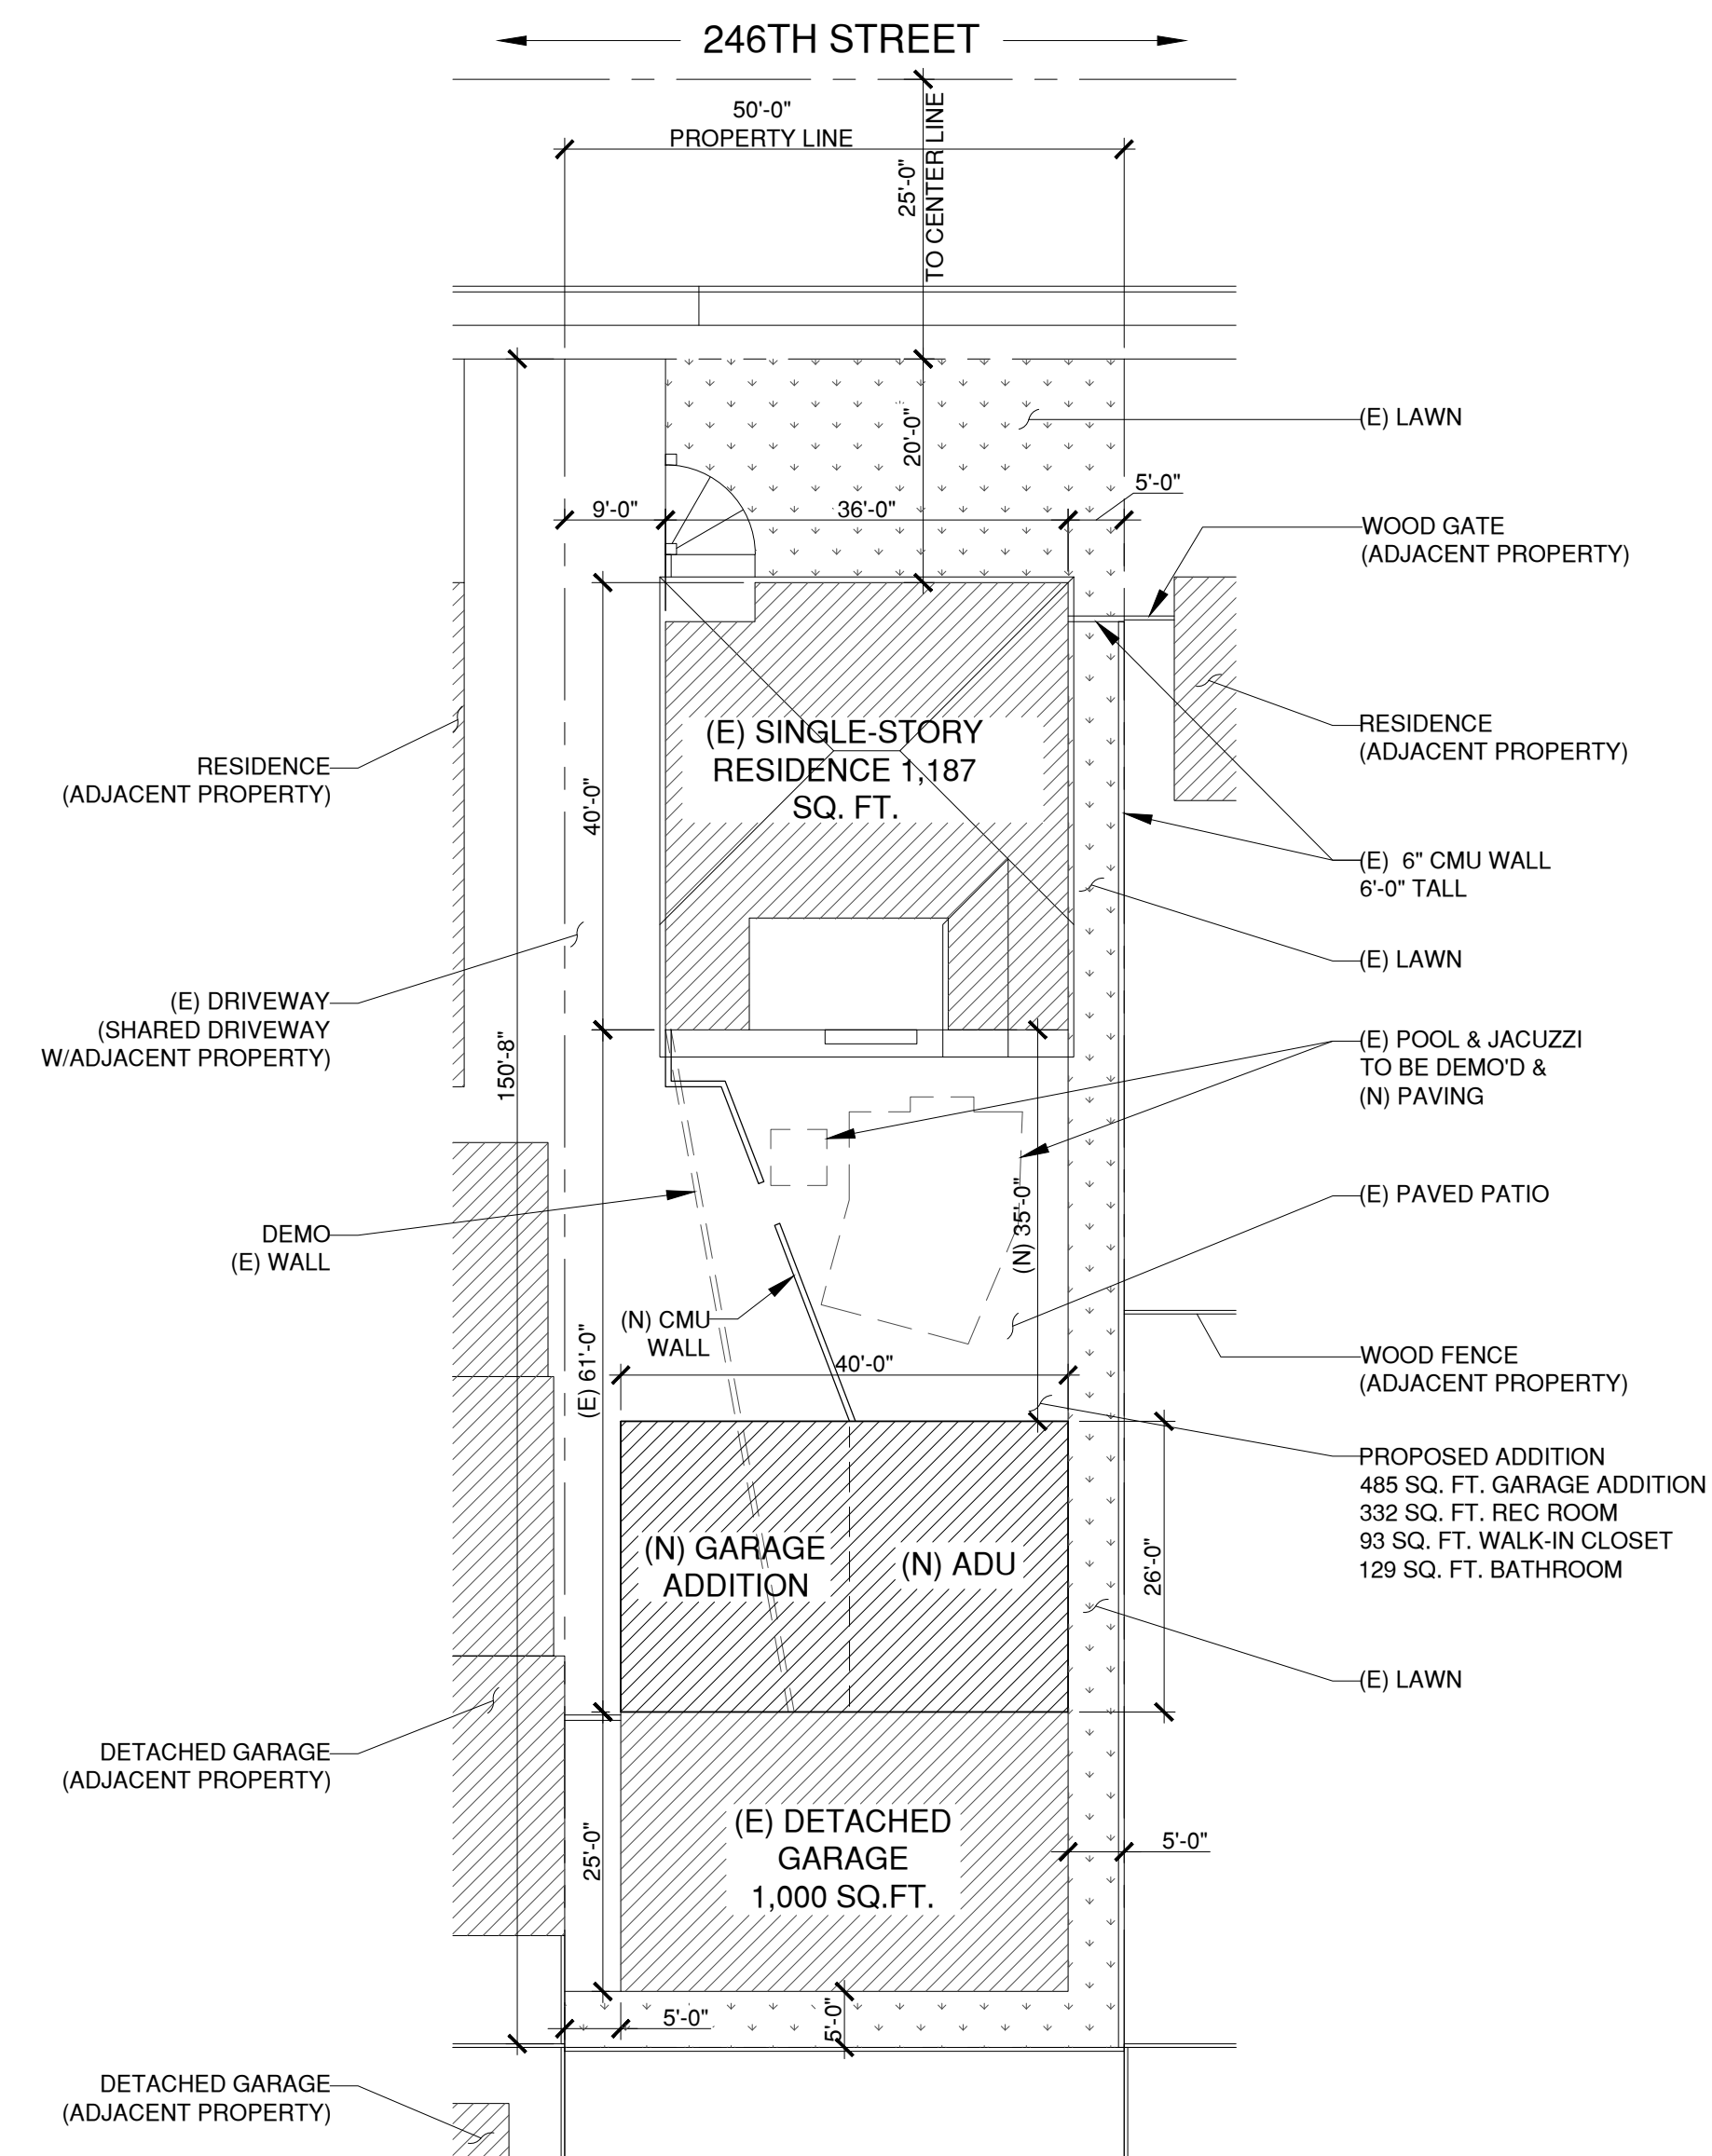 246TH STREET
50'-0"
PROPERTY LINE
25'-0"
TO CENTER LINE
(E) LAWN
20'-0"
5'-0"
9'-0"
36'-0"
WOOD GATE
(ADJACENT PROPERTY)
(E) SINGLE-STORY
RESIDENCE 1,187
SQ. FT.
RESIDENCE
(ADJACENT PROPERTY)
RESIDENCE
(ADJACENT PROPERTY)
40'-0"
(E)  6" CMU WALL
6'-0" TALL
(E) LAWN
(E) DRIVEWAY
(SHARED DRIVEWAY
W/ADJACENT PROPERTY)
150'-8"
(E) POOL & JACUZZI
TO BE DEMO'D &
(N) PAVING
(E) PAVED PATIO
(N) 35'-0"
DEMO
(E) WALL
(N) CMU
WALL
(E) 61'-0"
40'-0"
WOOD FENCE
(ADJACENT PROPERTY)
PROPOSED ADDITION
485 SQ. FT. GARAGE ADDITION
332 SQ. FT. REC ROOM
93 SQ. FT. WALK-IN CLOSET
129 SQ. FT. BATHROOM
(N) GARAGE
ADDITION
(N) ADU
26'-0"
(E) LAWN
DETACHED GARAGE
(ADJACENT PROPERTY)
(E) DETACHED
GARAGE
1,000 SQ.FT.
25'-0"
5'-0"
5'-0"
5'-0"
DETACHED GARAGE
(ADJACENT PROPERTY)